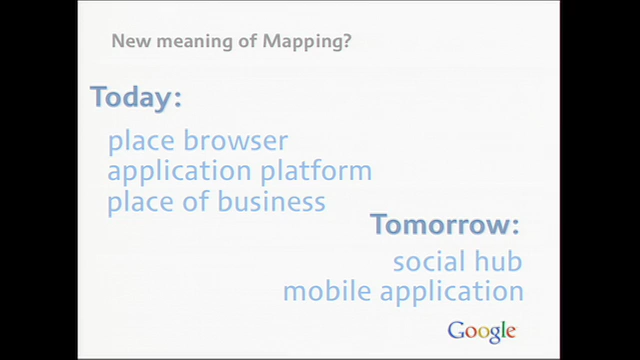 New meaning of Mapping?
Today:
place browser
application platform
place of business
Tomorrow:
social hub
mobile application
Google